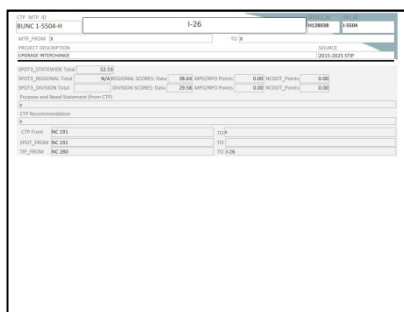 CTP MTP ID SPOTS_ID TIP_ID
BUNC 1-5504-H I-26 H128038 I-5504
MTP_FROM x TO x
PROJECT DESCRIPTION SOURCE
UPGRADE INTERCHANGE 2015-2025 STIP
SPOTS_STATEWIDE Total 52.53
SPOTS_REGIONAL Total N/A REGIONAL SCORES: Data 38.64 MPO/RPO Points 0.00 NCDOT_Points 0.00
SPOTS_DIVISION Total DIVISION SCORES: Data 29.58 MPO/RPO Points 0.00 NCDOT_Points 0.00
Purpose and Need Statement (From CTP)
x
CTP Recommendation
x
CTP From NC 191 TO x
SPOT_FROM NC 191 TO
TIP_FROM NC 280 TO I-26